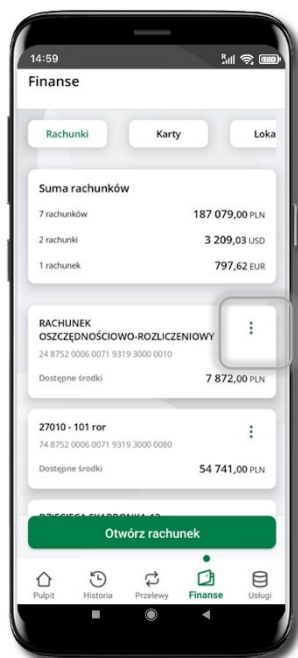 14:59
Finanse
Rachunki Karty Loka
Suma rachunków
7 rachunków 187 079,00 PLN
2 rachunki 3 209,03 USD
1 rachunek 797,62 EUR
RACHUNEK
OSZCZĘDNOŚCIOWO-ROZLICZENIOWY
24 8752 0006 0071 9319 3000 0010
Dostępne środki 7 872,00 PLN
27010 - 101 ror
74 8752 0006 0071 9319 3000 0080
Dostępne środki 54 741,00 PLN
Otwórz rachunek
Pulpit Historia Przelewy Finanse Usługi